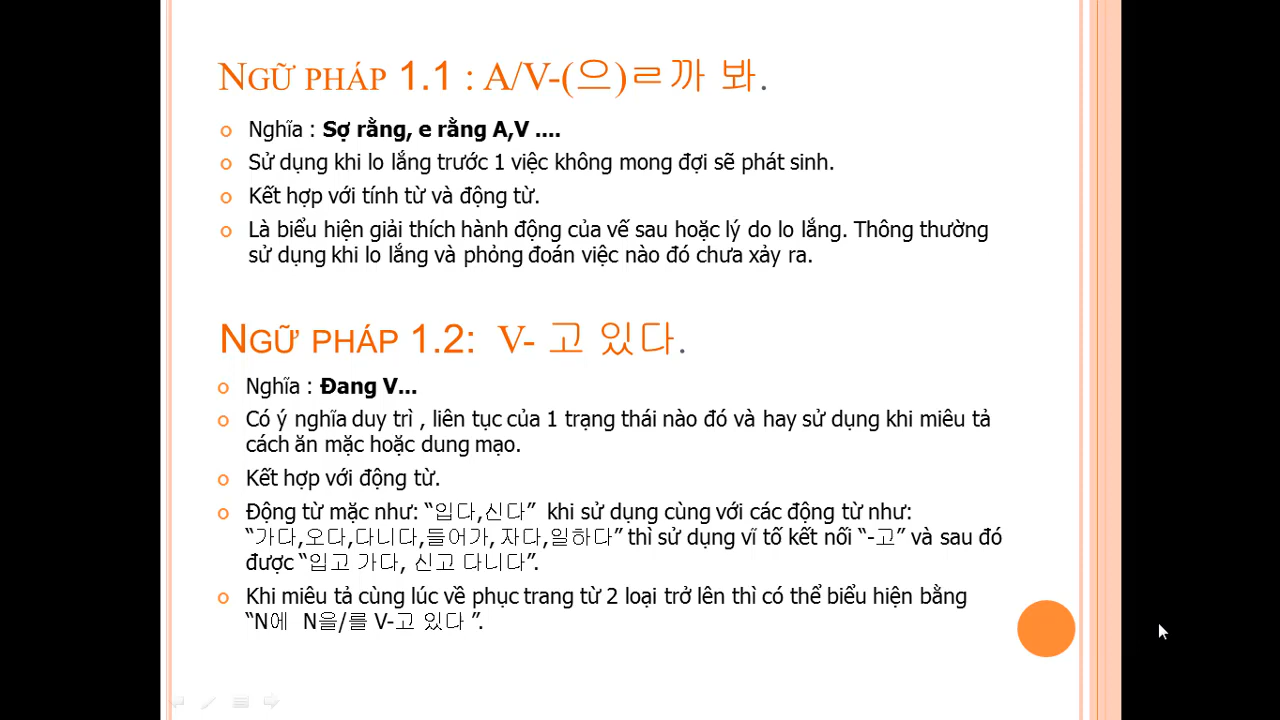 NGỮ PHÁP 1.1 : A/V-(으)ㄹ까 봐.
Nghĩa : Sợ rằng, e rằng A,V ....
Sử dụng khi lo lắng trước 1 việc không mong đợi sẽ phát sinh.
Kết hợp với tính từ và động từ.
Là biểu hiện giải thích hành động của vế sau hoặc lý do lo lắng. Thông thường
sử dụng khi lo lắng và phỏng đoán việc nào đó chưa xảy ra.
NGỮ PHÁP 1.2: V- 고 있다.
Nghĩa : Đang V...
Có ý nghĩa duy trì , liên tục của 1 trạng thái nào đó và hay sử dụng khi miêu tả
cách ăn mặc hoặc dung mạo.
Kết hợp với động từ.
Động từ mặc như: “입다,신다” khi sử dụng cùng với các động từ như:
“가다,오다,다니다,들어가, 자다,일하다” thì sử dụng vĩ tố kết nối “-고” và sau đó
được “입고 가다, 신고 다니다”.
Khi miêu tả cùng lúc về phục trang từ 2 loại trở lên thì có thể biểu hiện bằng
“N에 N을/를 V-고 있다 ”.